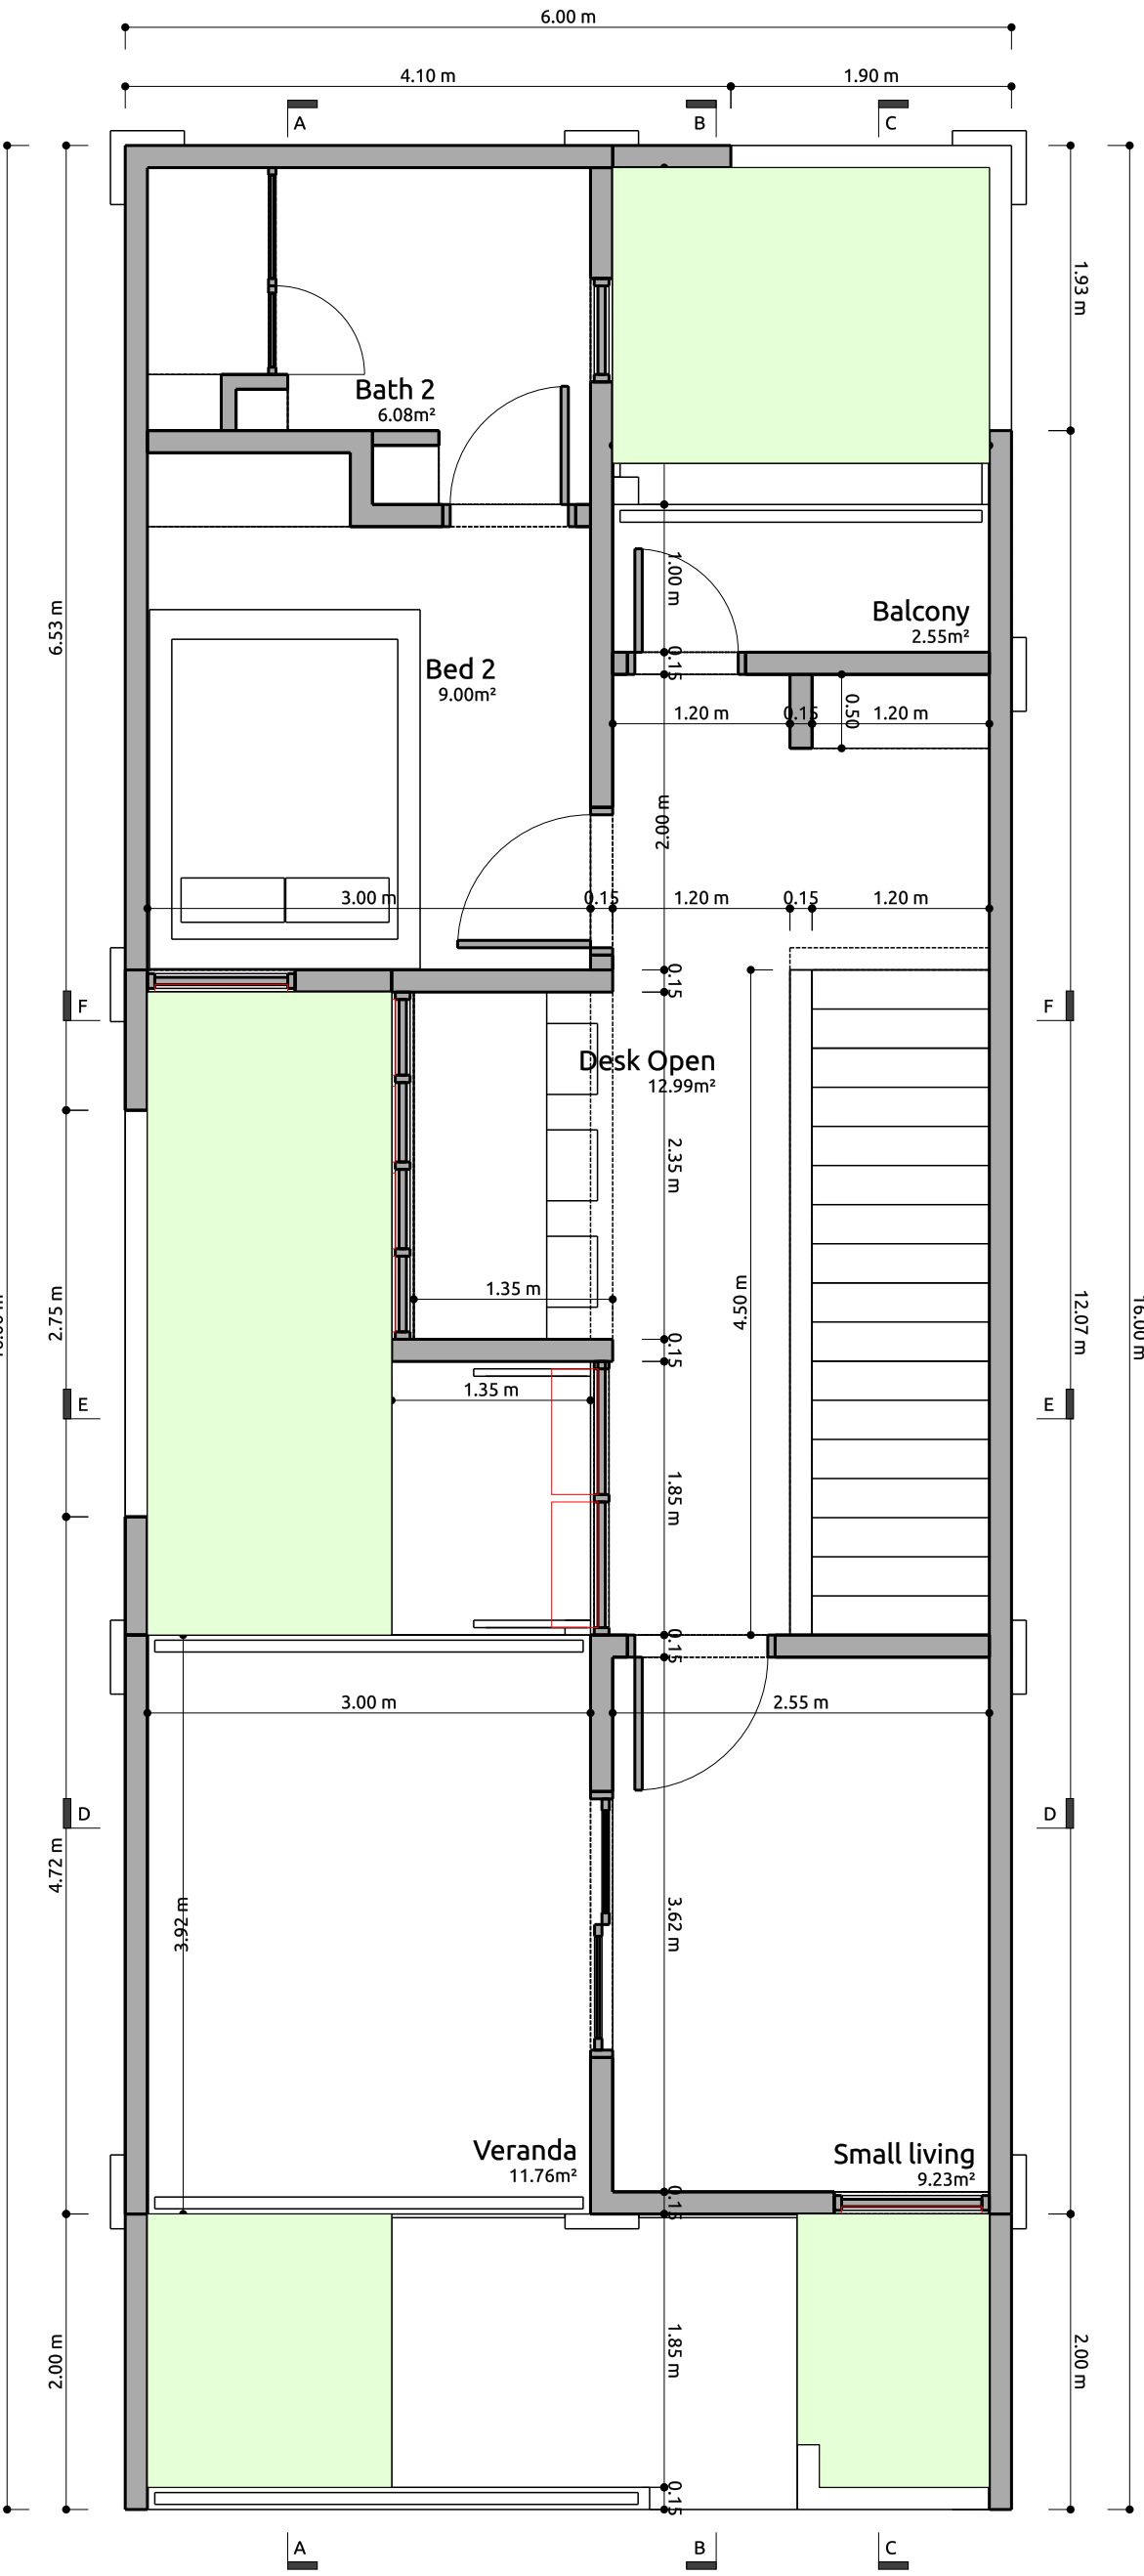 6.00 m
4.10 m
1.90 m
A
B
C
1.93 m
Bath 2
6.08m²
6.53 m
1.00 m
Balcony
2.55m²
0.15
Bed 2
9.00m²
1.20 m
0.15
1.20 m
0.50
2.00 m
3.00 m
0.15
1.20 m
0.15
1.20 m
0.15
F
F
Desk Open
12.99m²
2.35 m
1.35 m
4.50 m
2.75 m
12.07 m
16.00 m
0.15
1.35 m
E
E
1.85 m
0.15
3.00 m
2.55 m
D
D
4.72 m
3.92 m
3.62 m
Veranda
11.76m²
Small living
9.23m²
0.15
2.00 m
1.85 m
2.00 m
0.15
A
B
C